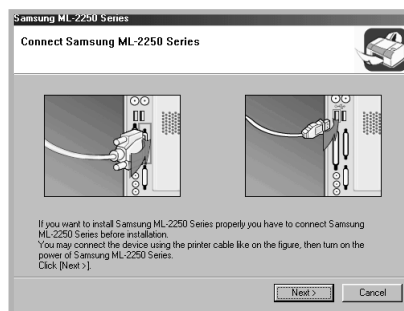 Samsung ML-2250 Series
Connect Samsung ML-2250 Series
If you want to install Samsung ML-2250 Series properly you have to connect Samsung
ML-2250 Series before installation.
You may connect the device using the printer cable like on the figure, then turn on the
power of Samsung ML-2250 Series.
Click [Next >].
Next >
Cancel